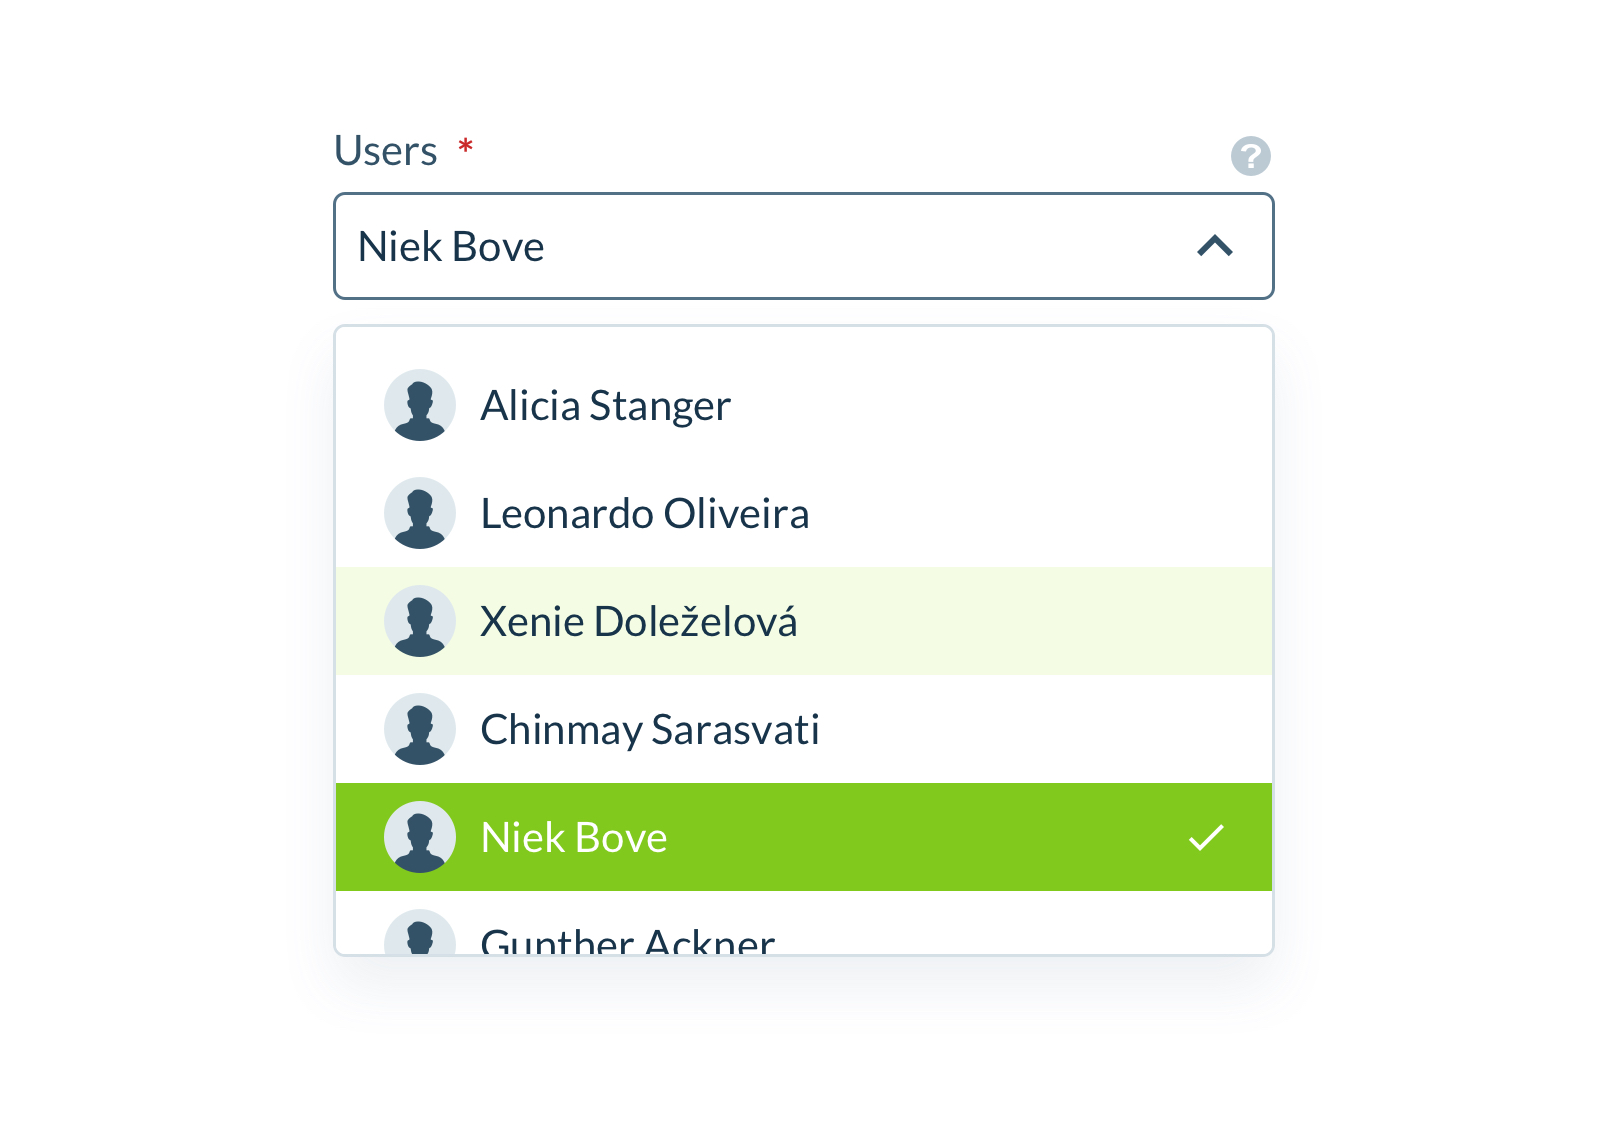 Users *
?
Niek Bove
Alicia Stanger
Leonardo Oliveira
Xenie Doleželová
Chinmay Sarasvati
Niek Bove
Gunther Ackner